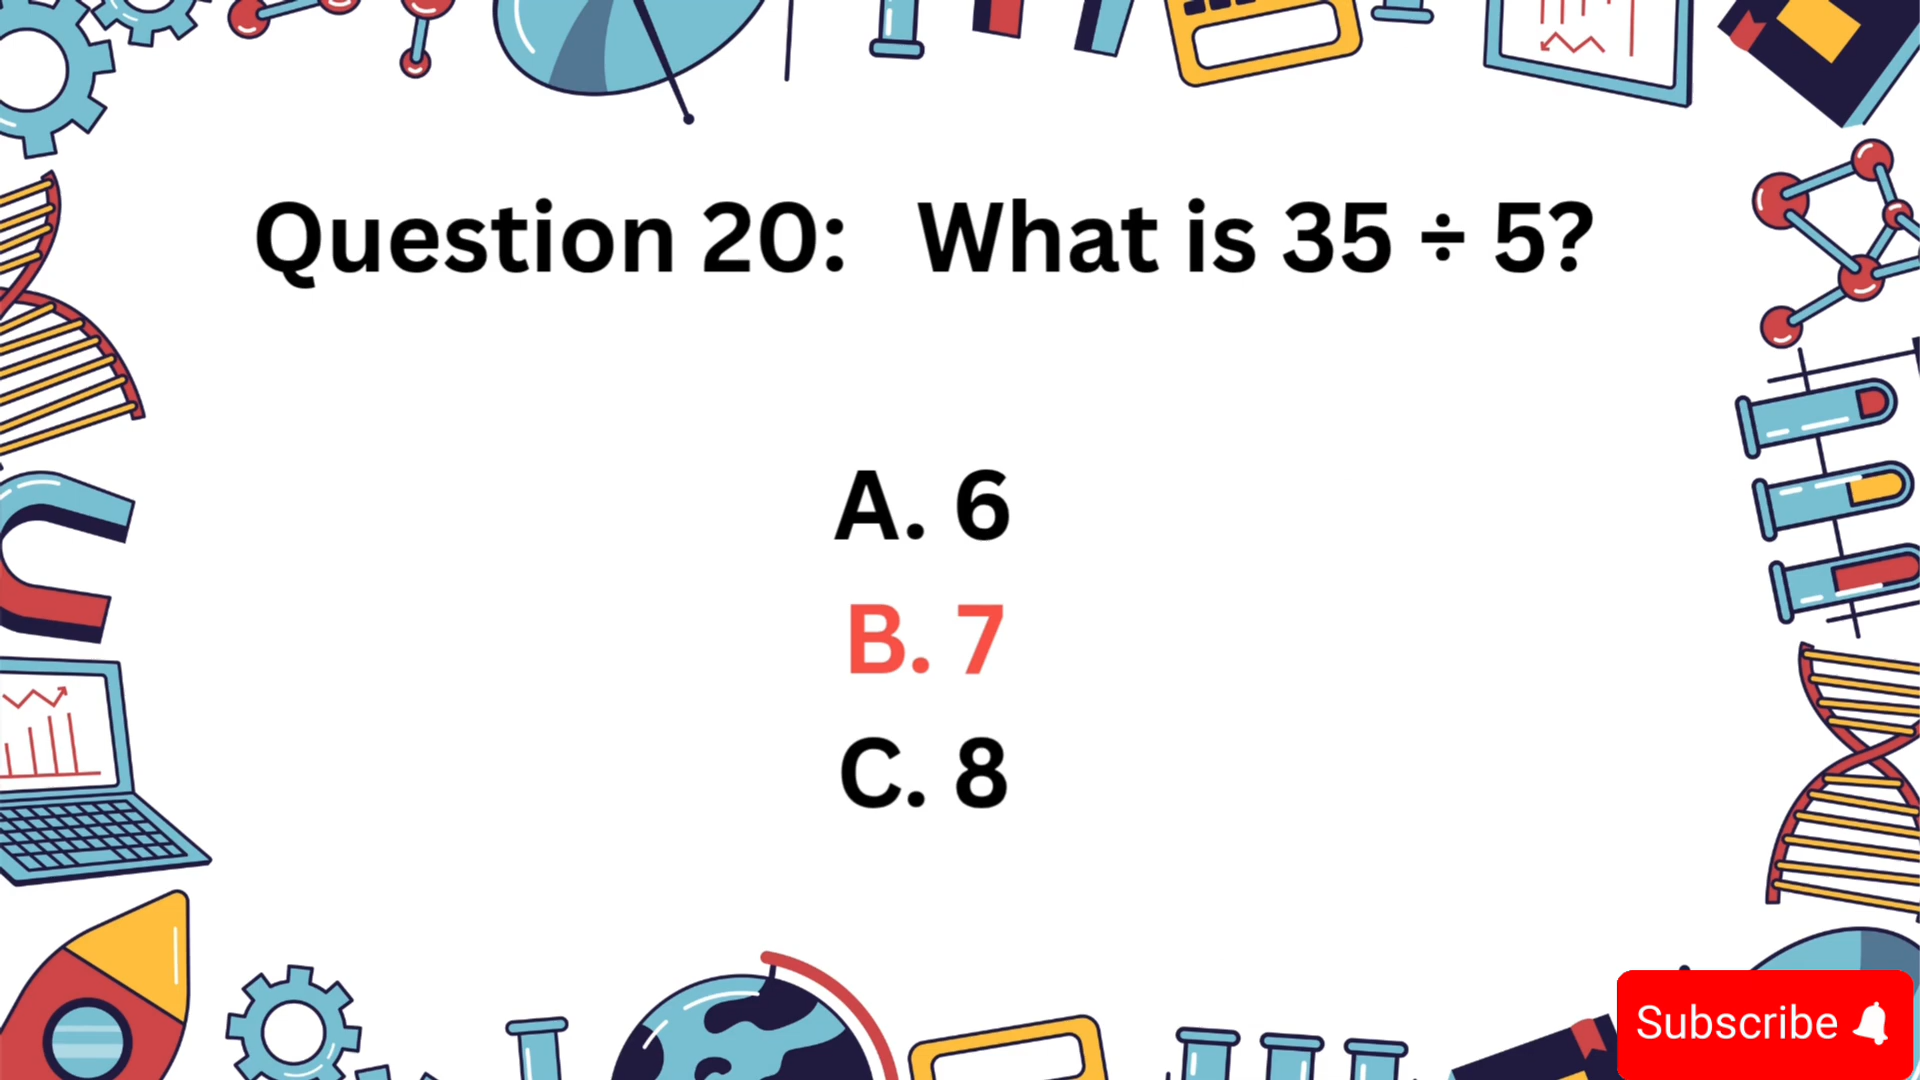 Question 20: What is 35 ÷ 5?
A. 6
B. 7
C. 8
Subscribe